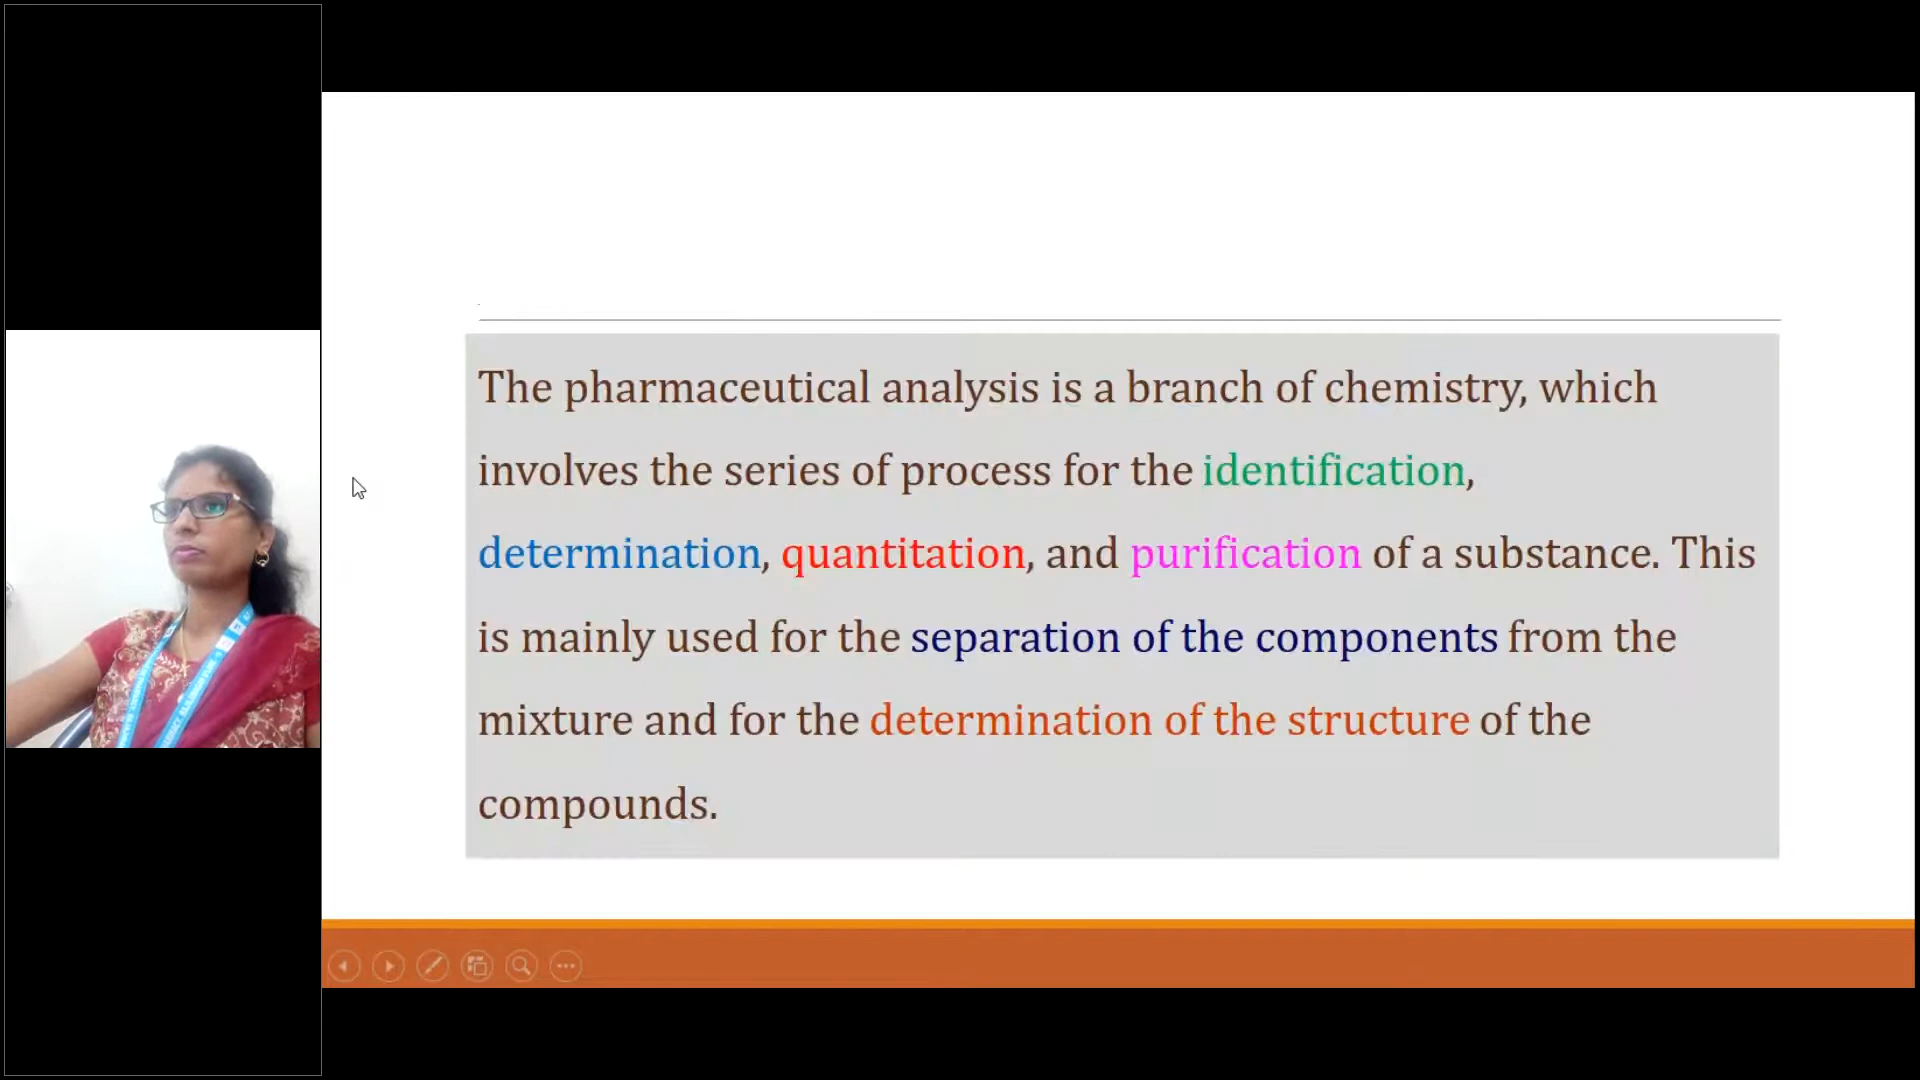 The pharmaceutical analysis is a branch of chemistry, which
involves the series of process for the identification,
determination, quantitation, and purification of a substance. This
is mainly used for the separation of the components from the
mixture and for the determination of the structure of the
compounds.